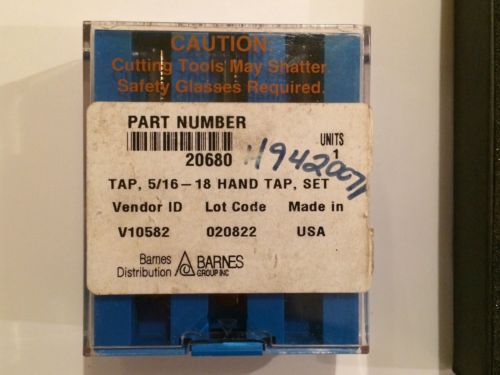 CAUTION.
Cutting Tools May Shatter
Safety Glasses Required.
PART NUMBER
20680
UNITS
1
H9420071
TAP, 5/16-18 HAND TAP, SET
Vendor ID Lot Code Made in
V10582 020822 USA
Barnes Distribution
BARNES
GROUP INC